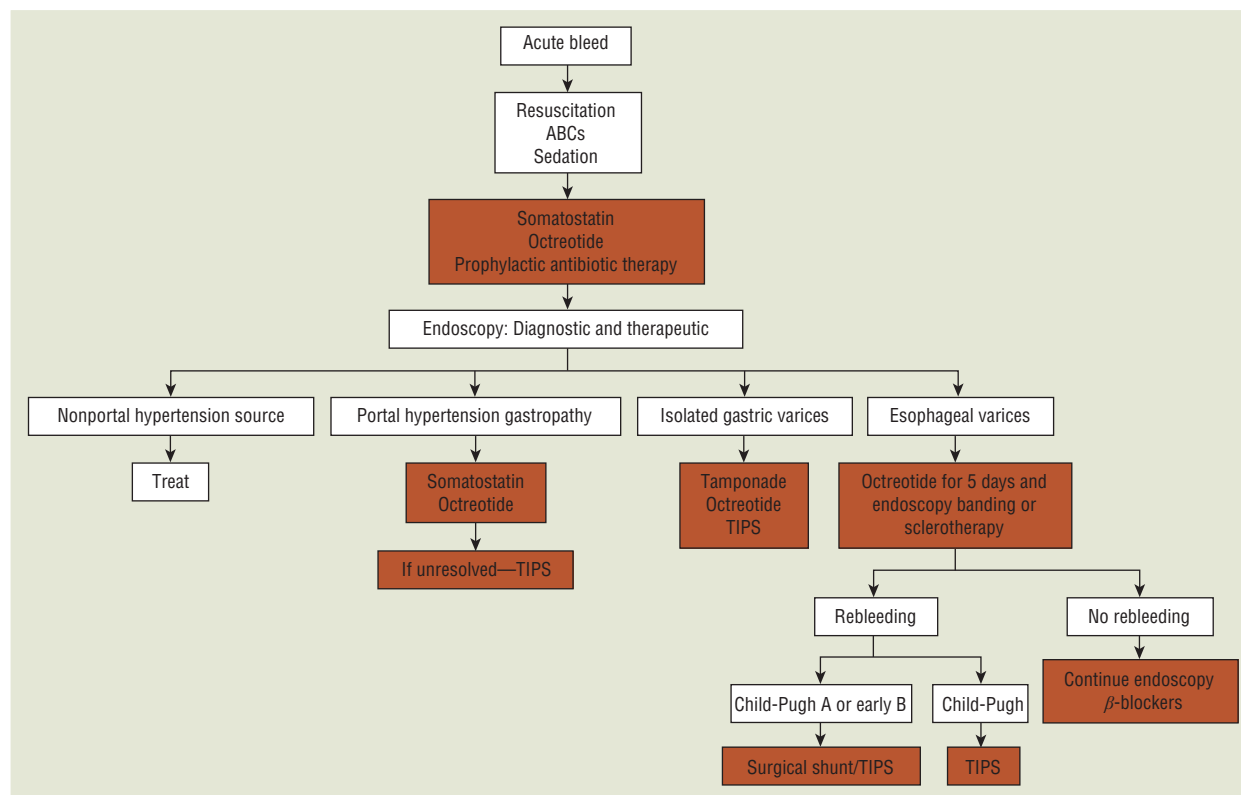 Acute bleed
Resuscitation
ABCs
Sedation
Somatostatin
Octreotide
Prophylactic antibiotic therapy
Endoscopy: Diagnostic and therapeutic
Nonportal hypertension source
Treat
Portal hypertension gastropathy
Somatostatin
Octreotide
If unresolved—TIPS
Isolated gastric varices
Tamponade
Octreotide
TIPS
Esophageal varices
Octreotide for 5 days and
endoscopy banding or
sclerotherapy
Rebleeding
Child-Pugh A or early B
Surgical shunt/TIPS
Child-Pugh
TIPS
No rebleeding
Continue endoscopy
β-blockers